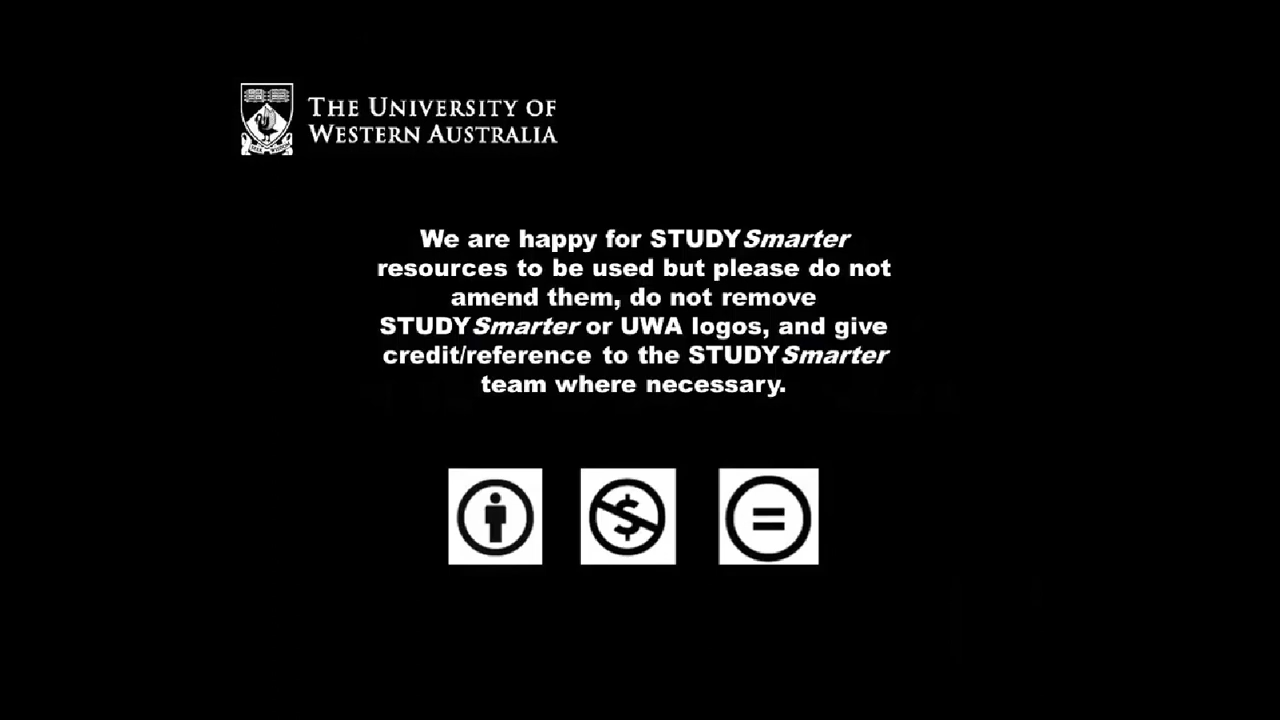 THE UNIVERSITY OF
WESTERN AUSTRALIA
We are happy for STUDYSmarter
resources to be used but please do not
amend them, do not remove
STUDYSmarter or UWA logos, and give
credit/reference to the STUDYSmarter
team where necessary.